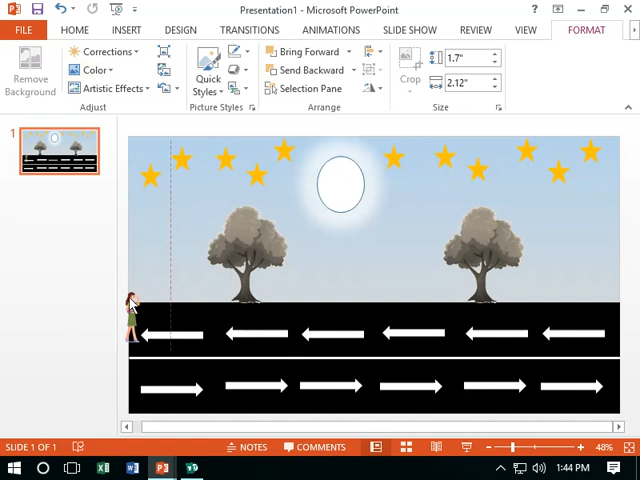 Presentation1 - Microsoft PowerPoint
FILE HOME INSERT DESIGN TRANSITIONS ANIMATIONS SLIDE SHOW REVIEW VIEW FORMAT
Remove Background
Corrections
Color
Artistic Effects
Adjust
Quick Styles
Picture Styles
Bring Forward
Send Backward
Selection Pane
Arrange
Crop
1.7"
2.12"
Size
1
SLIDE 1 OF 1 NOTES COMMENTS 48%
1:44 PM